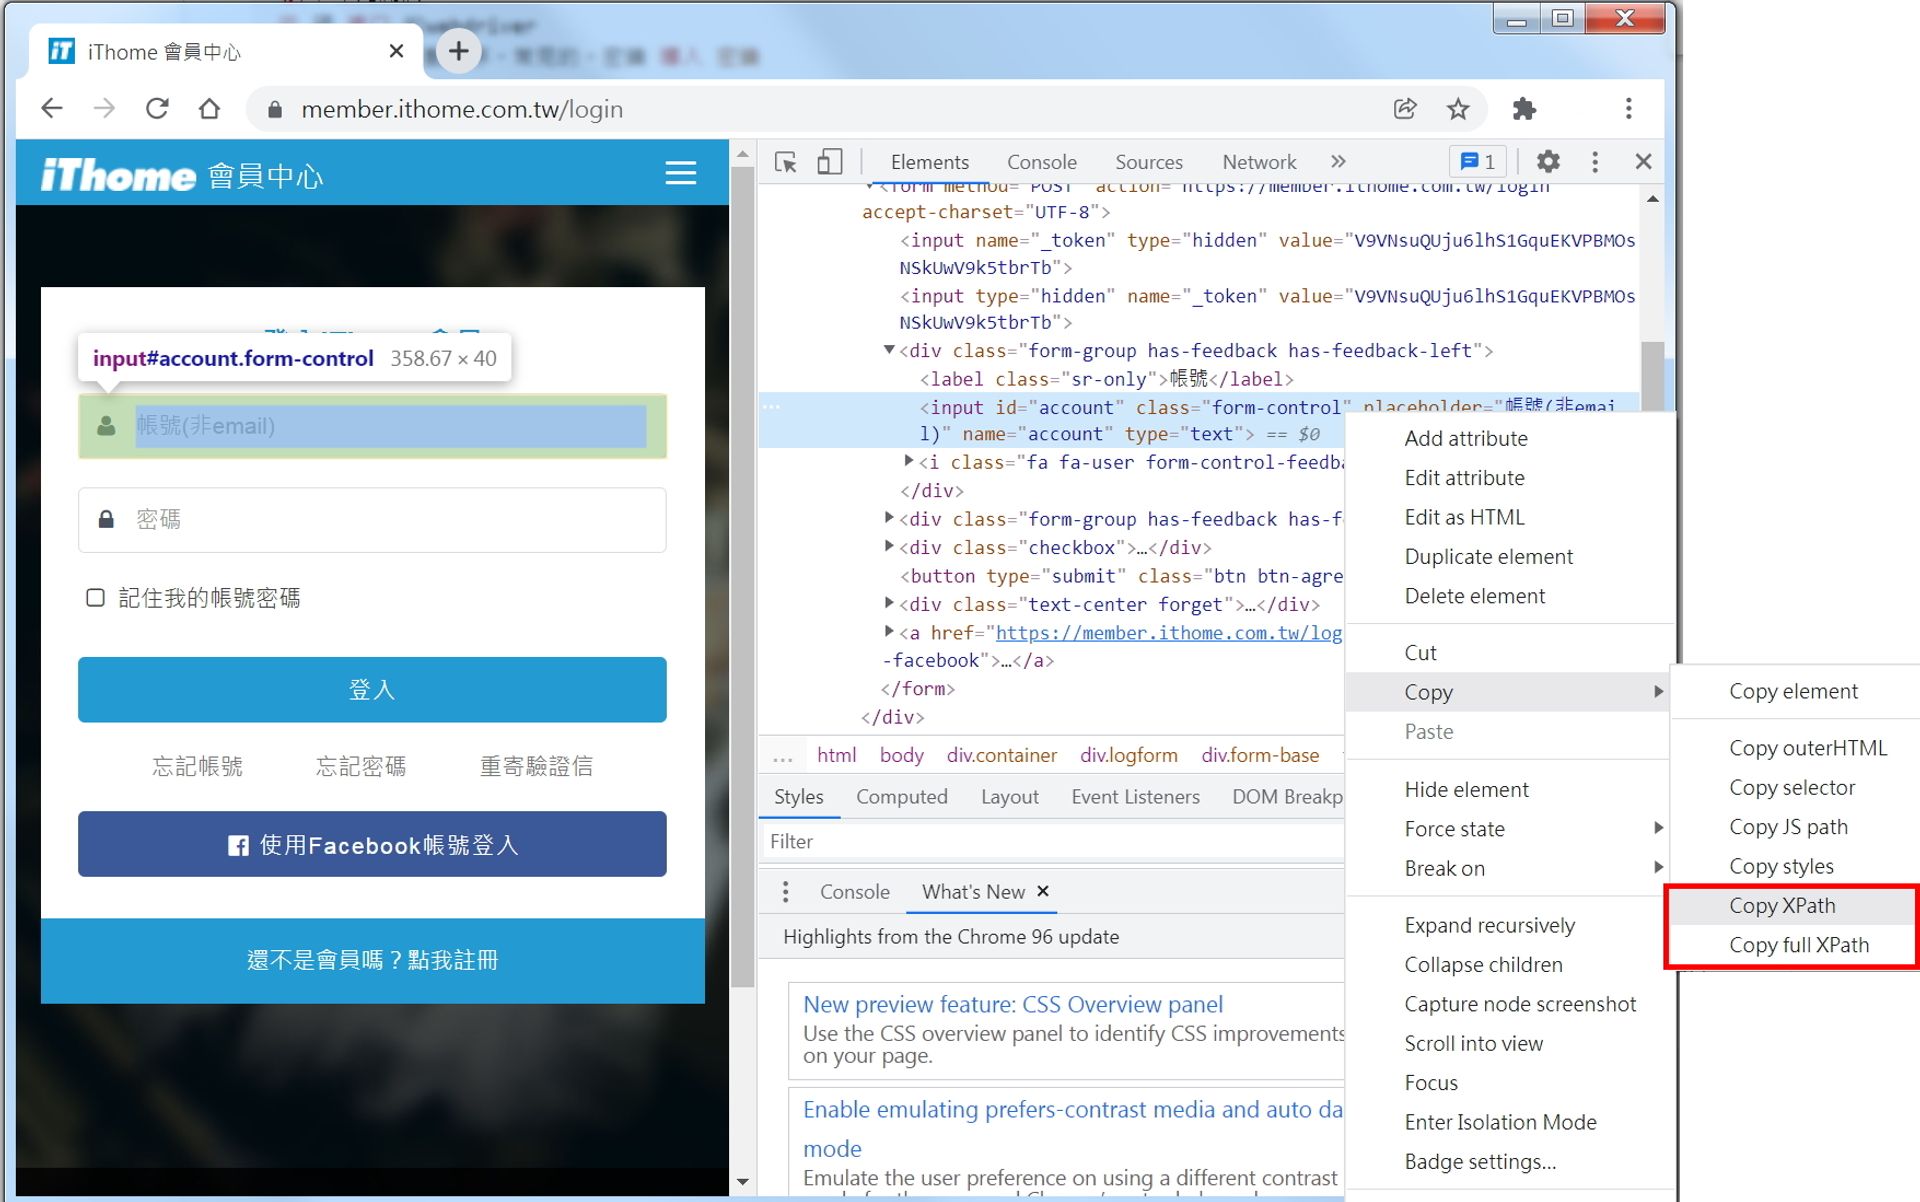 iThome 會員中心
member.ithome.com.tw/login
iThome 會員中心
input#account.form-control 358.67 × 40
帳號(非email)
密碼
記住我的帳號密碼
登入
忘記帳號 忘記密碼 重寄驗證信
使用Facebook帳號登入
還不是會員嗎？點我註冊
Elements Console Sources Network » 1
<form method="POST" action="https://member.ithome.com.tw/login"
accept-charset="UTF-8">
<input name="_token" type="hidden" value="V9VNsuQUju6lhS1GquEKVPBMOs
NSkUwV9k5tbrTb">
<input type="hidden" name="_token" value="V9VNsuQUju6lhS1GquEKVPBMOs
NSkUwV9k5tbrTb">
<div class="form-group has-feedback has-feedback-left">
<label class="sr-only">帳號</label>
<input id="account" class="form-control" placeholder="帳號(非emai
l)" name="account" type="text"> == $0
<i class="fa fa-user form-control-feedba
</div>
<div class="form-group has-feedback has-f
<div class="checkbox">…</div>
<button type="submit" class="btn btn-agre
<div class="text-center forget">…</div>
<a href="https://member.ithome.com.tw/log
-facebook">…</a>
</form>
</div>
... html body div.container div.logform div.form-base
Styles Computed Layout Event Listeners DOM Breakp
Filter
Console What's New
Highlights from the Chrome 96 update
New preview feature: CSS Overview panel
Use the CSS overview panel to identify CSS improvements
on your page.
Enable emulating prefers-contrast media and auto da
mode
Emulate the user preference on using a different contrast
Add attribute
Edit attribute
Edit as HTML
Duplicate element
Delete element
Cut
Copy
Paste
Hide element
Force state
Break on
Expand recursively
Collapse children
Capture node screenshot
Scroll into view
Focus
Enter Isolation Mode
Badge settings...
Copy element
Copy outerHTML
Copy selector
Copy JS path
Copy styles
Copy XPath
Copy full XPath